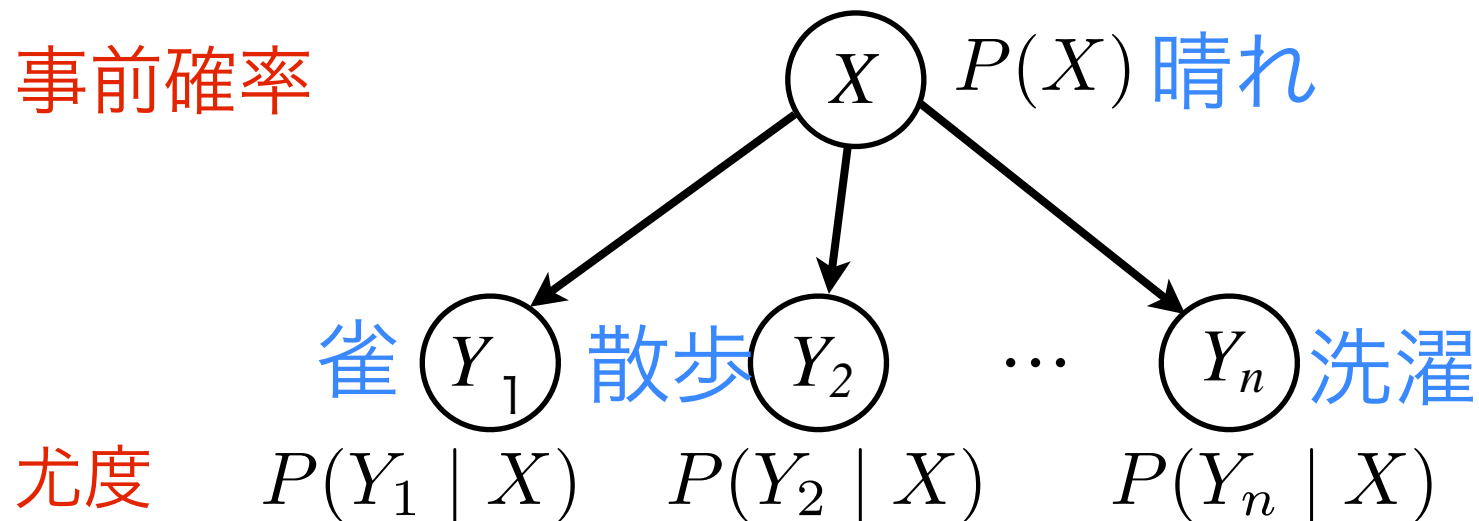 事前確率 X P(X) 晴れ
雀 Y₁ 散歩 Y₂ … Yₙ 洗濯
尤度 P(Y₁ | X) P(Y₂ | X) P(Yₙ | X)